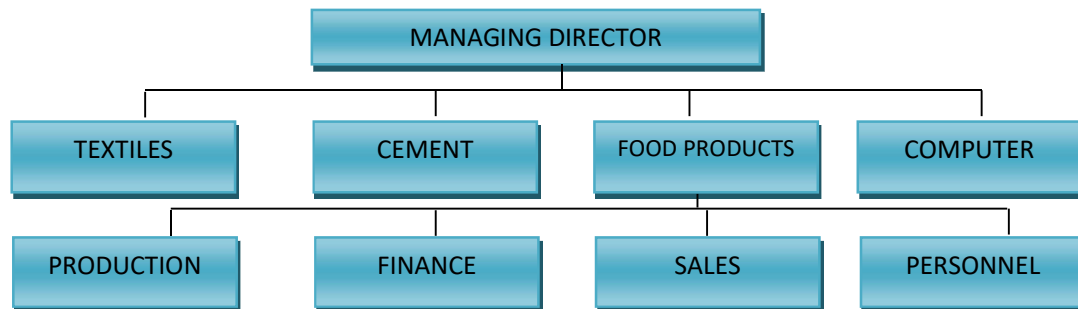 MANAGING DIRECTOR
TEXTILES
CEMENT
FOOD PRODUCTS
COMPUTER
PRODUCTION
FINANCE
SALES
PERSONNEL